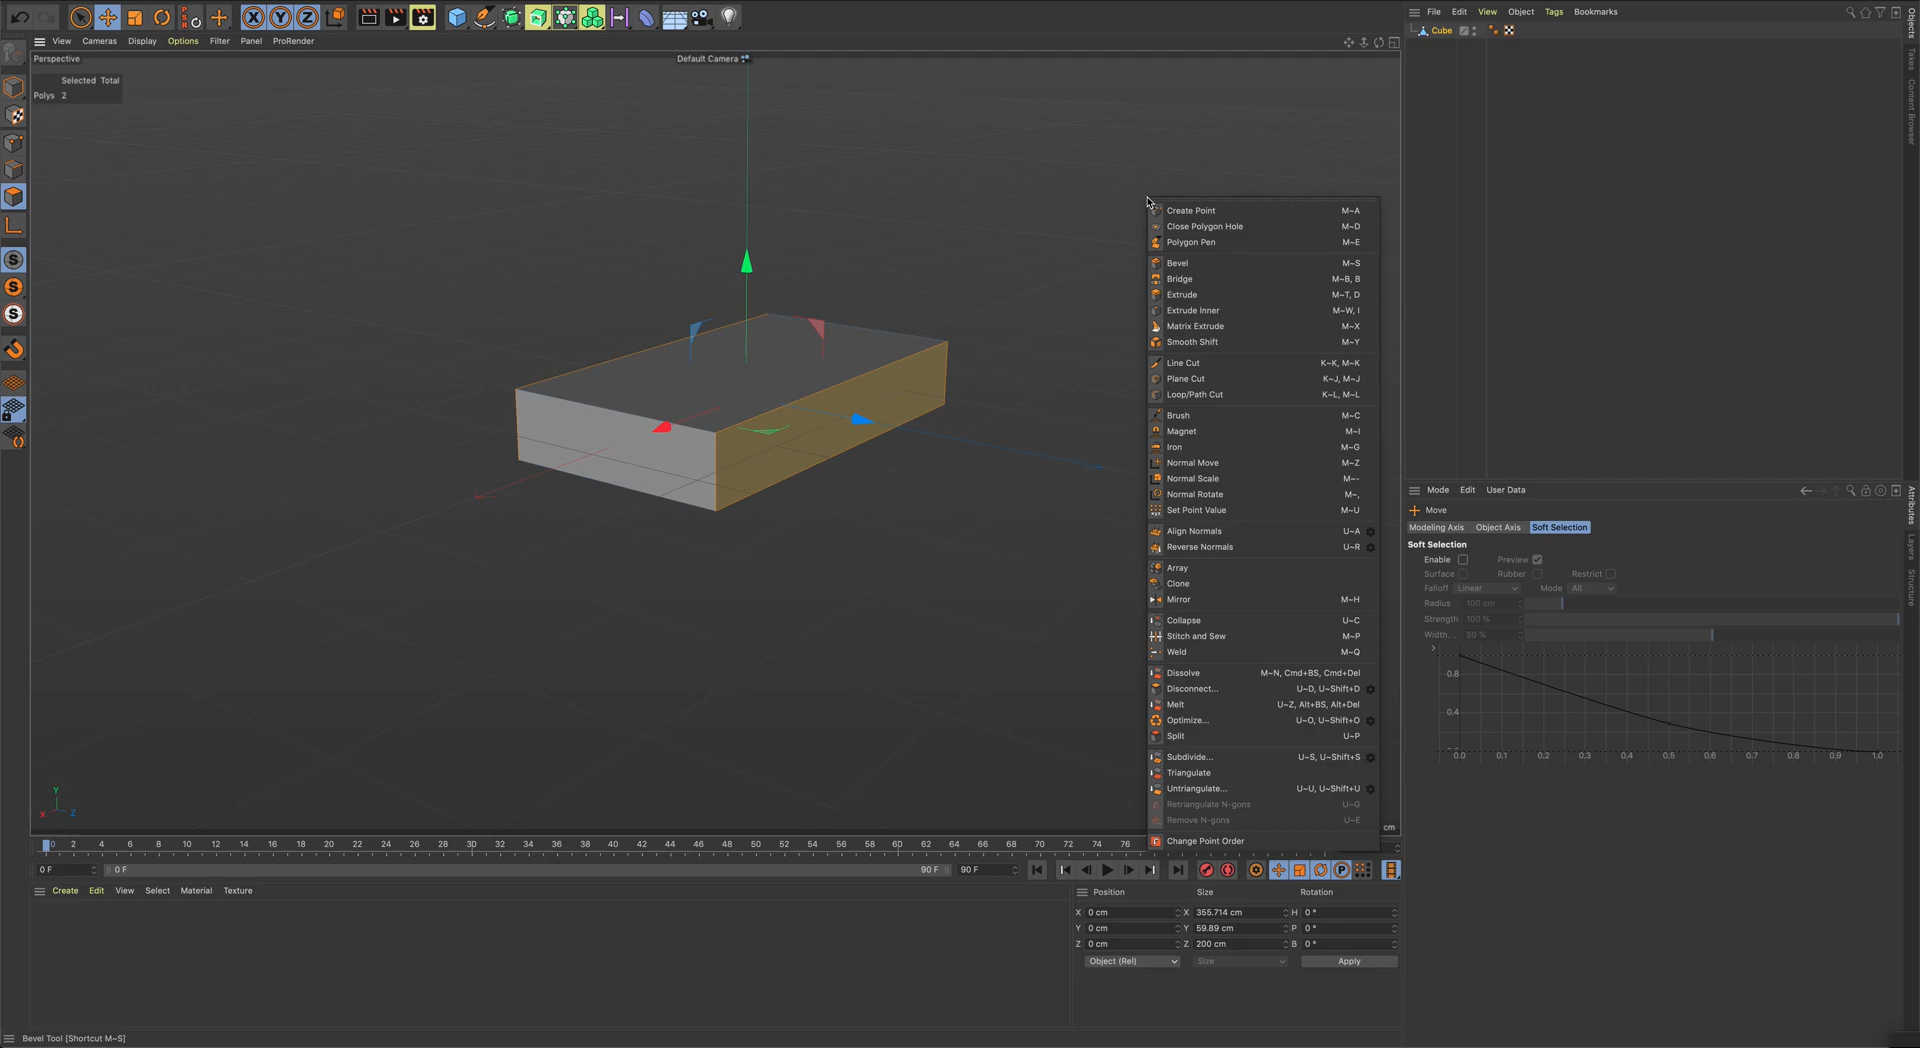 File Edit View Object Tags Bookmarks
Cube
Objects
Takes
Content Browser
View Cameras Display Options Filter Panel ProRender
Perspective
Default Camera
Selected Total
Polys 2
Create Point M~A
Close Polygon Hole M~D
Polygon Pen M~E
Bevel M~S
Bridge M~B, B
Extrude M~T, D
Extrude Inner M~W, I
Matrix Extrude M~X
Smooth Shift M~Y
Line Cut K~K, M~K
Plane Cut K~J, M~J
Loop/Path Cut K~L, M~L
Brush M~C
Magnet M~I
Iron M~G
Normal Move M~Z
Normal Scale M~-
Normal Rotate M~,
Set Point Value M~U
Align Normals U~A
Reverse Normals U~R
Array
Clone
Mirror M~H
Collapse U~C
Stitch and Sew M~P
Weld M~Q
Dissolve M~N, Cmd+BS, Cmd+Del
Disconnect... U~D, U~Shift+D
Melt U~Z, Alt+BS, Alt+Del
Optimize... U~O, U~Shift+O
Split U~P
Subdivide... U~S, U~Shift+S
Triangulate
Untriangulate... U~U, U~Shift+U
Retriangulate N-gons U~G
Remove N-gons U~E
Change Point Order
cm
Y
X Z
Mode Edit User Data
Move
Modeling Axis Object Axis Soft Selection
Soft Selection
Enable Preview
Surface Rubber Restrict
Falloff Linear Mode All
Radius 100 cm
Strength 100 %
Width... 50 %
0.8
0.4
0.0 0.1 0.2 0.3 0.4 0.5 0.6 0.7 0.8 0.9 1.0
Attributes
Layers
Structure
0 2 4 6 8 10 12 14 16 18 20 22 24 26 28 30 32 34 36 38 40 42 44 46 48 50 52 54 56 58 60 62 64 66 68 70 72 74 76
0 F 0 F 90 F 90 F
Create Edit View Select Material Texture
Position Size Rotation
X 0 cm X 355.714 cm H 0 °
Y 0 cm Y 59.89 cm P 0 °
Z 0 cm Z 200 cm B 0 °
Object (Rel) Size Apply
Bevel Tool [Shortcut M~S]